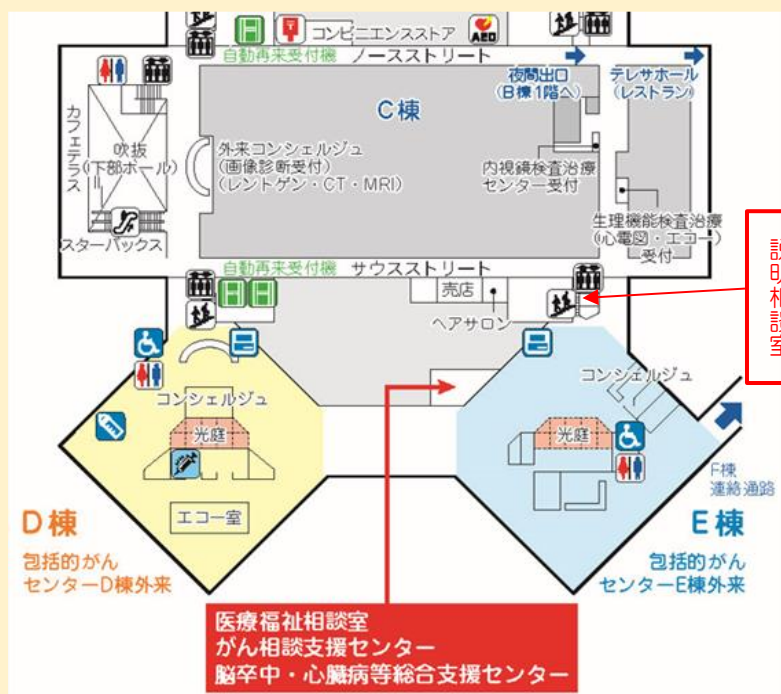 コンビニエンスストア
AED
自動再来受付機 ノースストリート
夜間出口
(B棟1階へ)
テレサホール
(レストラン)
C棟
カフェテラス
吹抜
(下部ホール)
スターバックス
外来コンシェルジュ
(画像診断受付)
(レントゲン・CT・MRI)
内視鏡検査治療
センター受付
生理機能検査治療
(心電図・エコー)
受付
説明相談室
自動再来受付機 サウスストリート
売店
ヘアサロン
コンシェルジュ
光庭
エコー室
コンシェルジュ
光庭
F棟
連絡通路
D棟
包括的がん
センターD棟外来
E棟
包括的がん
センターE棟外来
医療福祉相談室
がん相談支援センター
脳卒中・心臓病等総合支援センター